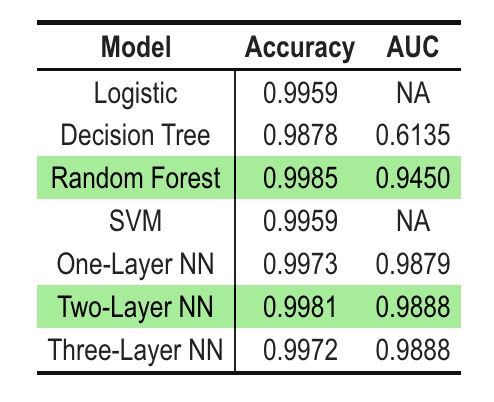 Model Accuracy AUC
Logistic 0.9959 NA
Decision Tree 0.9878 0.6135
Random Forest 0.9985 0.9450
SVM 0.9959 NA
One-Layer NN 0.9973 0.9879
Two-Layer NN 0.9981 0.9888
Three-Layer NN 0.9972 0.9888